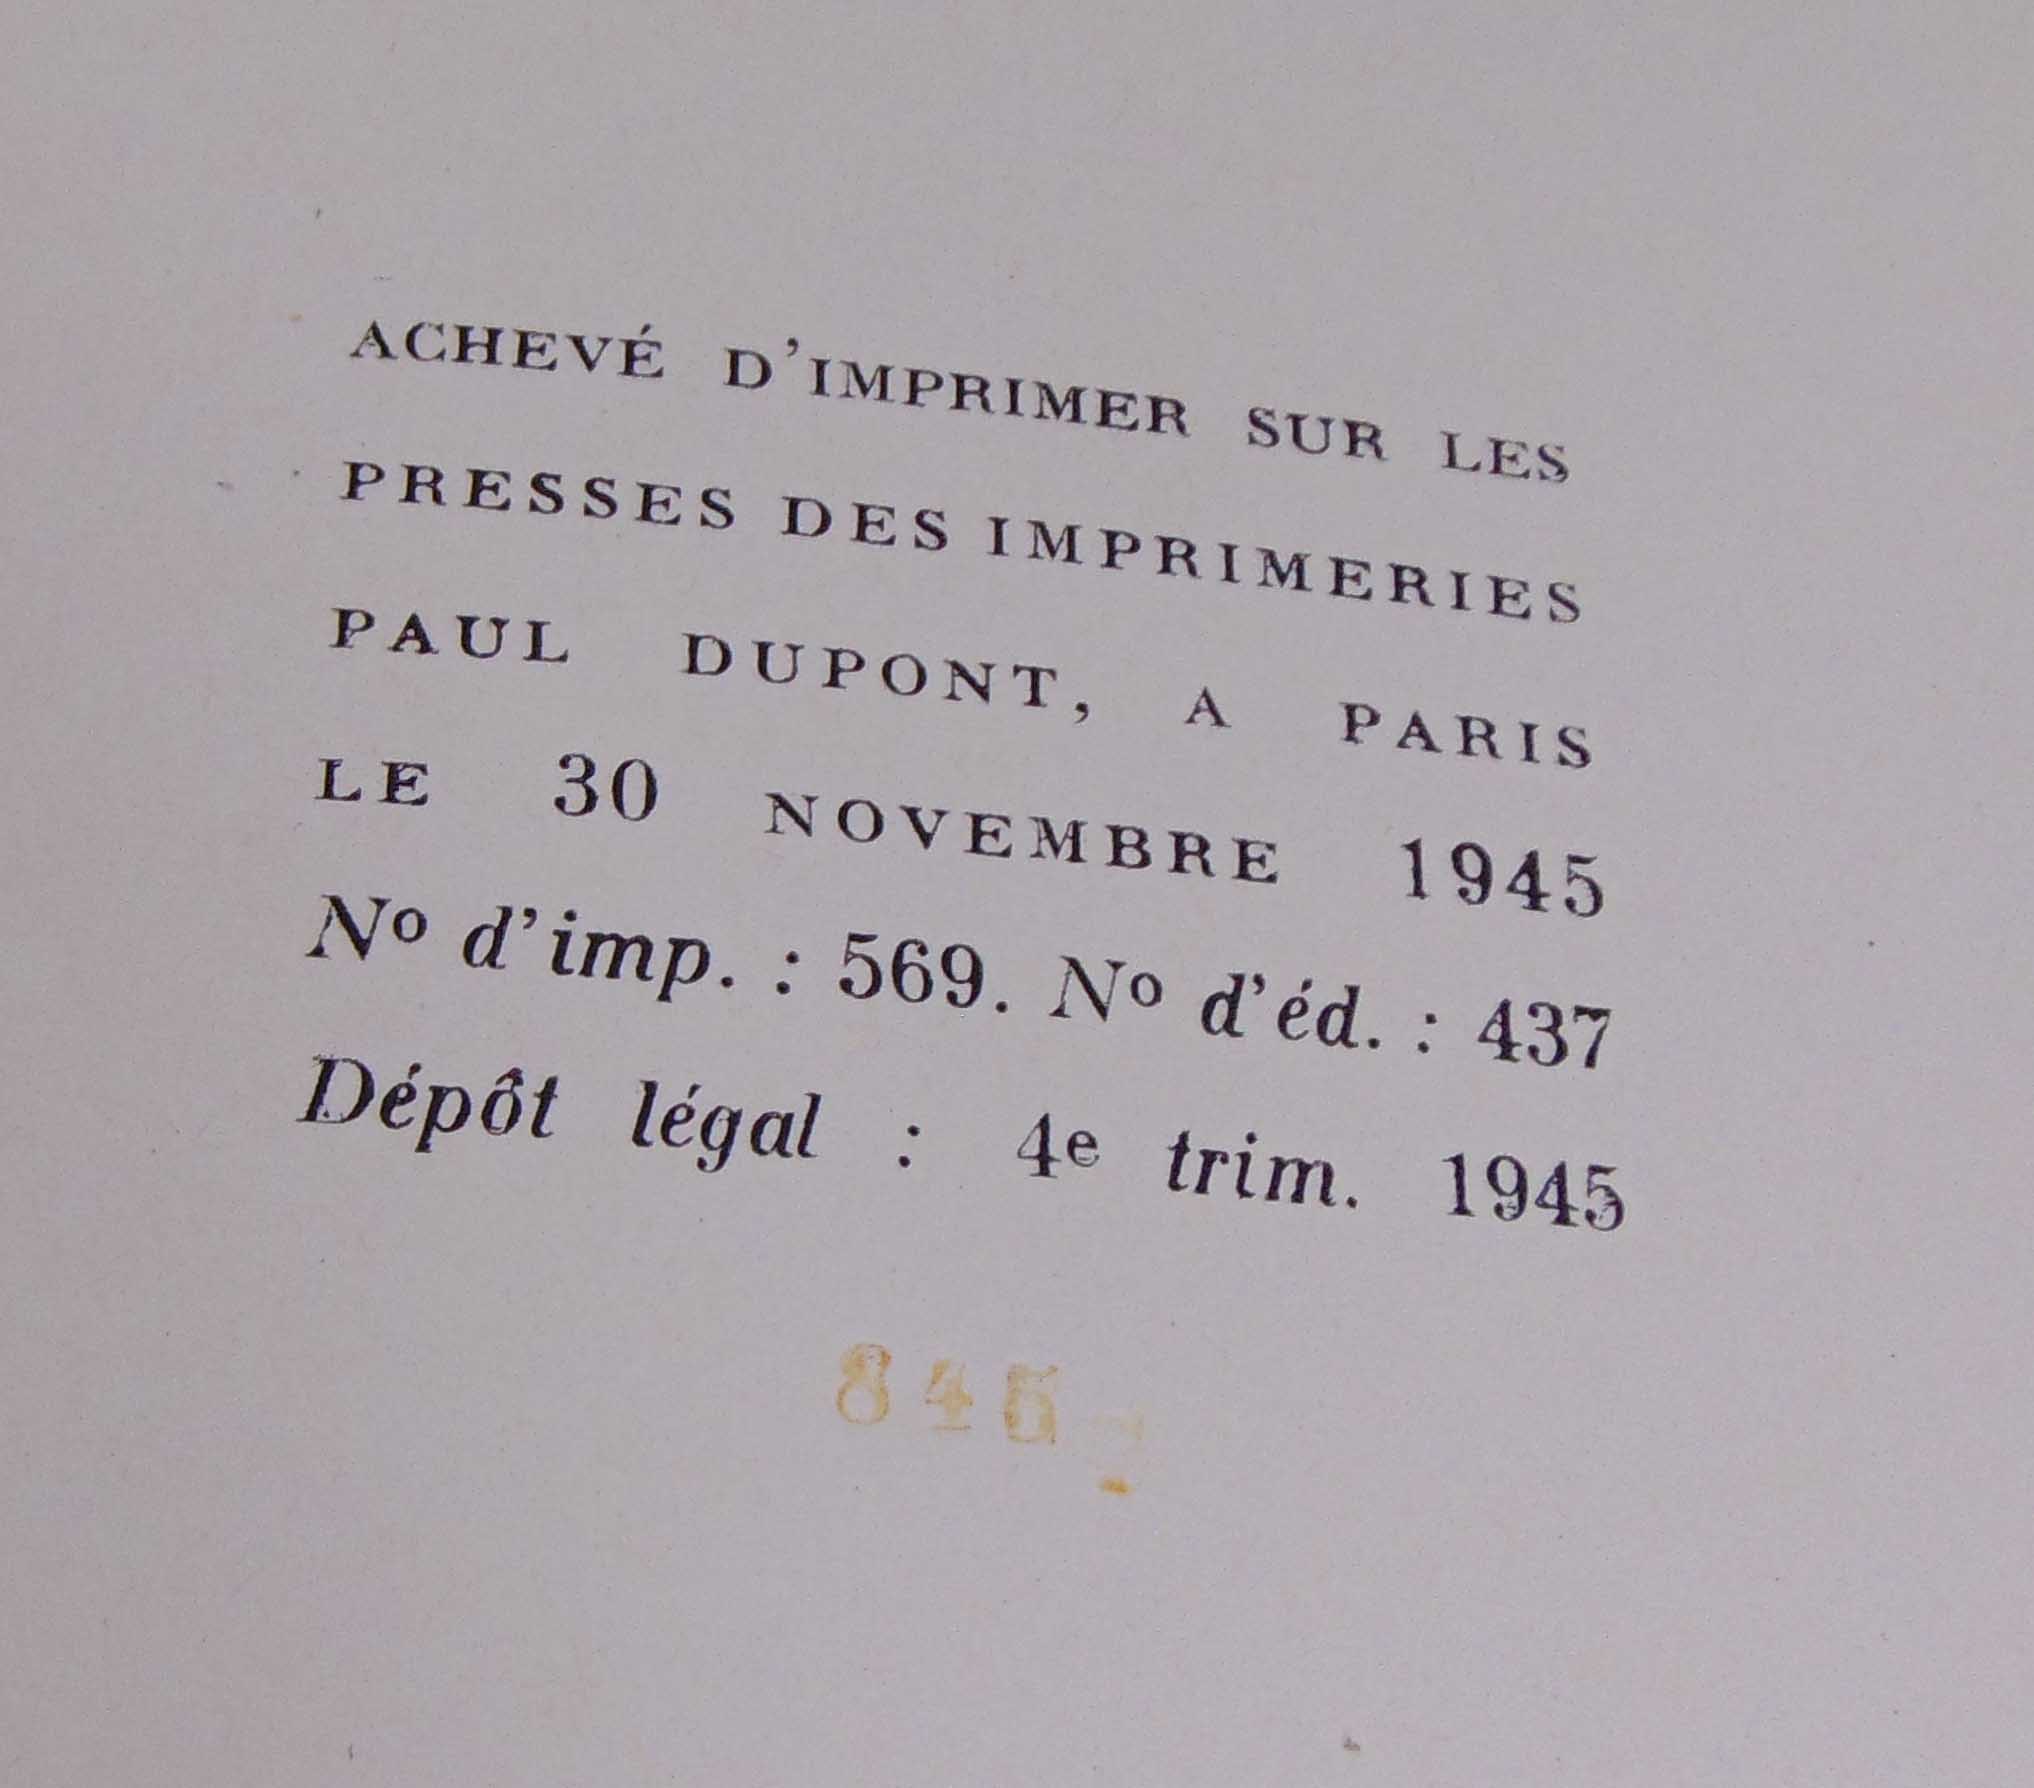 ACHEVÉ D'IMPRIMER SUR LES
PRESSES DES IMPRIMERIES
PAUL DUPONT, A PARIS
LE 30 NOVEMBRE 1945
Nº d'imp. : 569. Nº d'éd. : 437
Dépôt légal : 4e trim. 1945